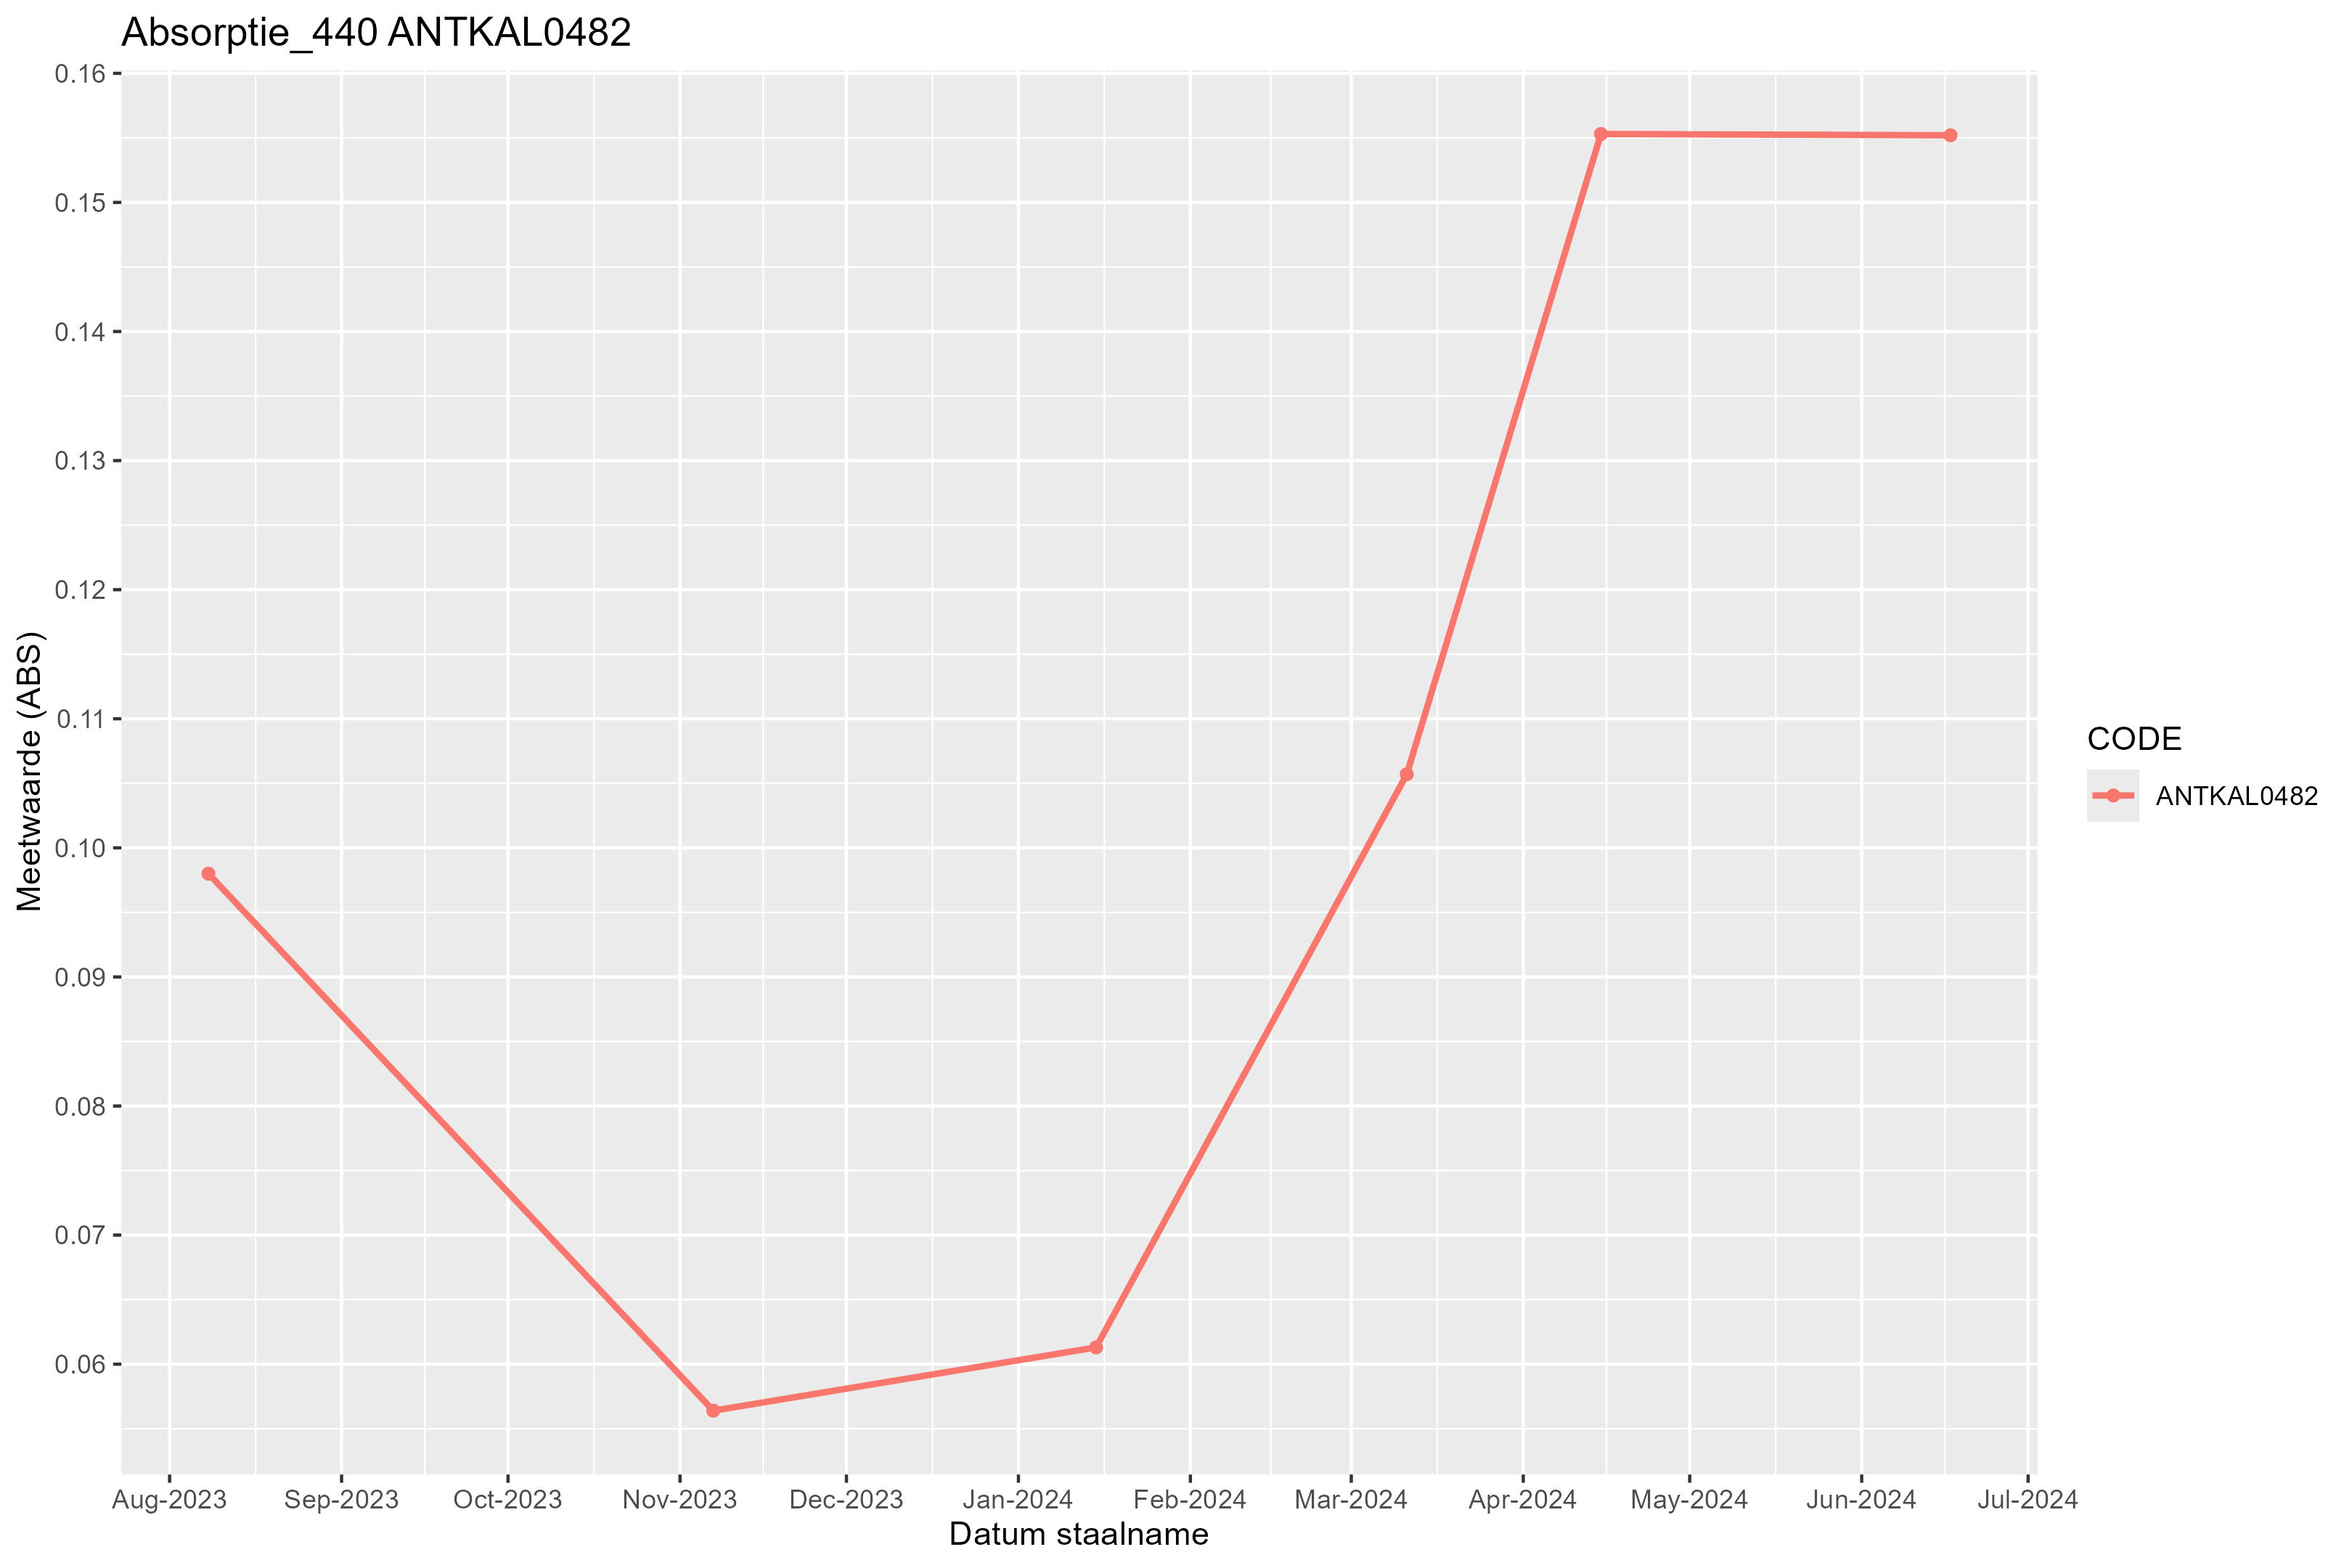 Absorptie_440 ANTKAL0482
0.16
0.15
0.14
0.13
0.12
0.11
0.10
0.09
0.08
0.07
0.06
Meetwaarde (ABS)
Aug-2023 Sep-2023 Oct-2023 Nov-2023 Dec-2023 Jan-2024 Feb-2024 Mar-2024 Apr-2024 May-2024 Jun-2024 Jul-2024
Datum staalname
CODE
ANTKAL0482